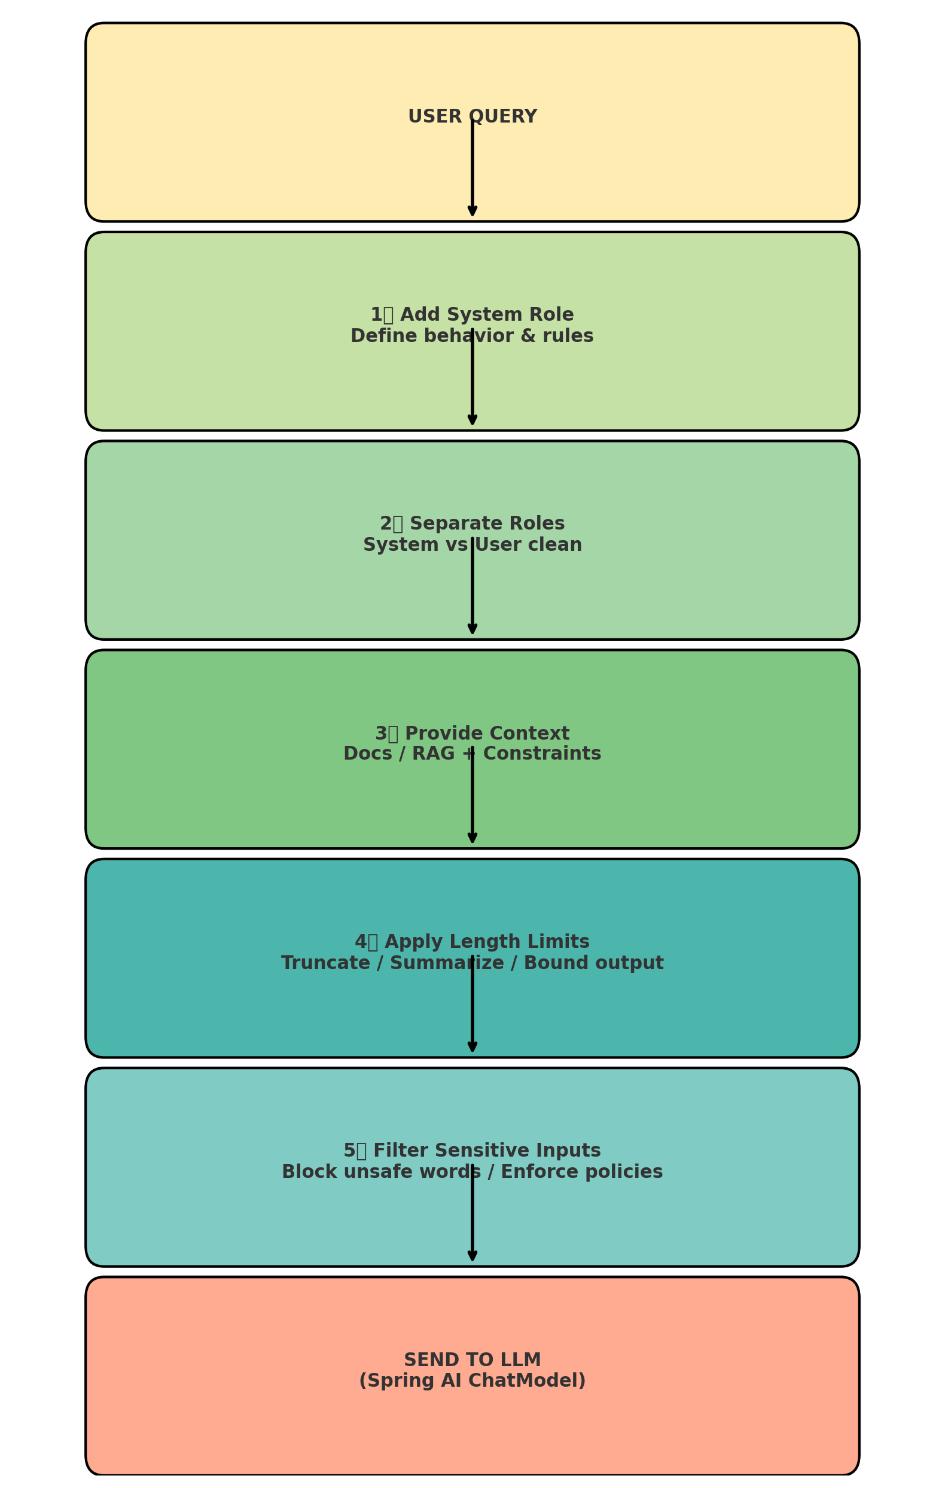 USER QUERY
1▯ Add System Role
Define behavior & rules
2▯ Separate Roles
System vs User clean
3▯ Provide Context
Docs / RAG + Constraints
4▯ Apply Length Limits
Truncate / Summarize / Bound output
5▯ Filter Sensitive Inputs
Block unsafe words / Enforce policies
SEND TO LLM
(Spring AI ChatModel)